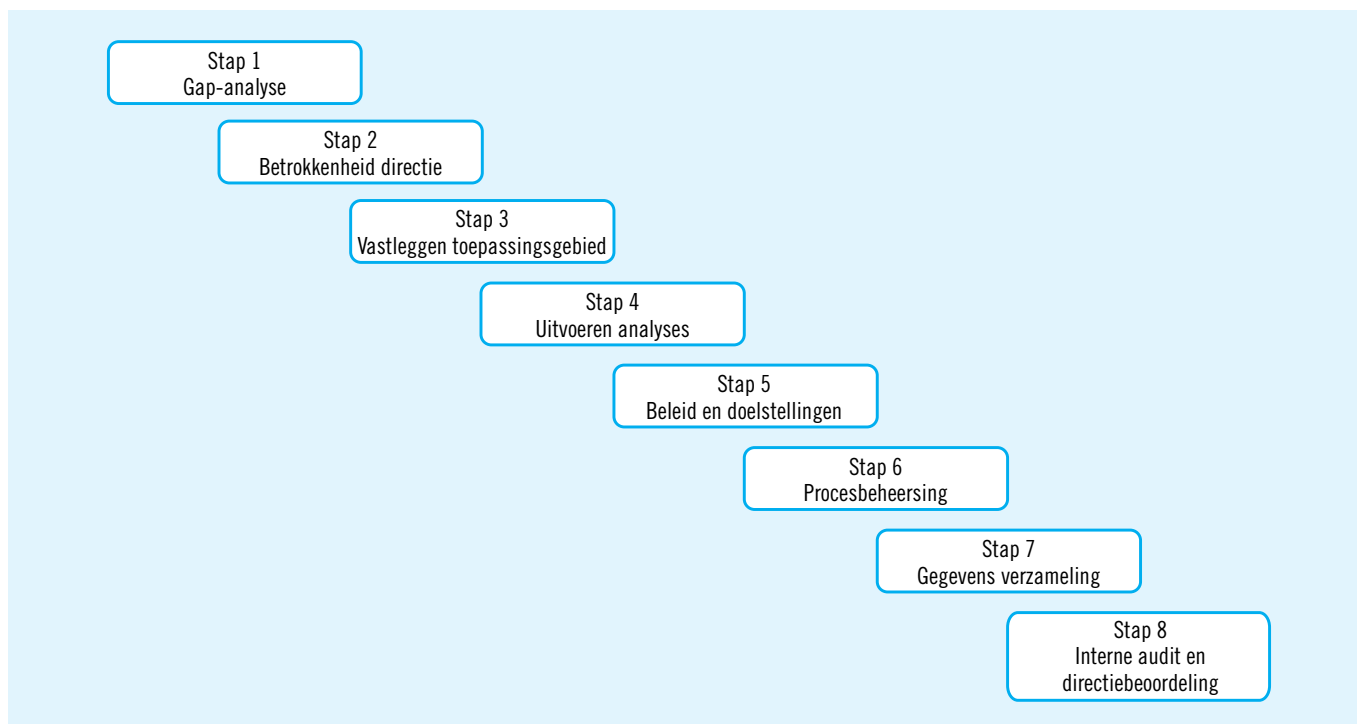 Stap 1
Gap-analyse
Stap 2
Betrokkenheid directie
Stap 3
Vastleggen toepassingsgebied
Stap 4
Uitvoeren analyses
Stap 5
Beleid en doelstellingen
Stap 6
Procesbeheersing
Stap 7
Gegevens verzameling
Stap 8
Interne audit en
directiebeoordeling